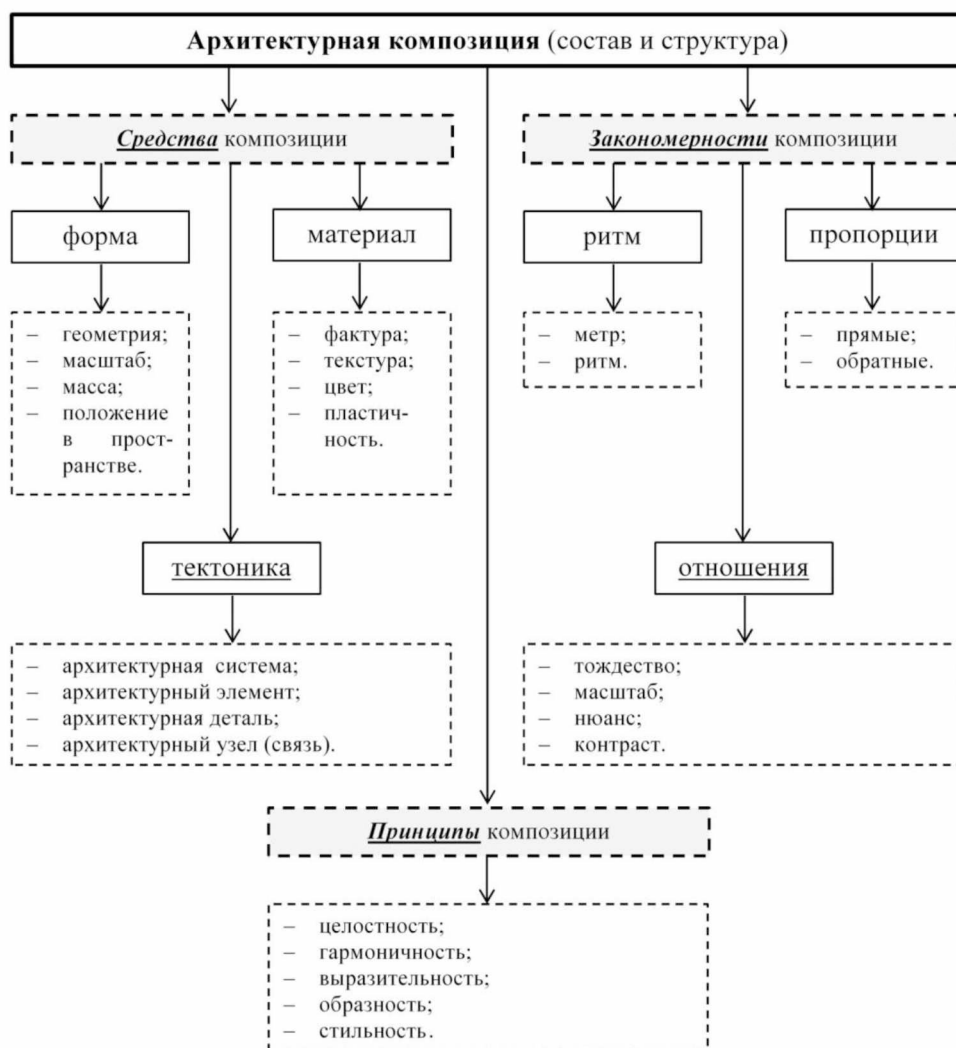 Архитектурная композиция (состав и структура)
Средства композиции
Закономерности композиции
форма
материал
ритм
пропорции
– геометрия;
– масштаб;
– масса;
– положение
в прост-
ранстве.
– фактура;
– текстура;
– цвет;
– пластич-
ность.
– метр;
– ритм.
– прямые;
– обратные.
тектоника
отношения
– архитектурная система;
– архитектурный элемент;
– архитектурная деталь;
– архитектурный узел (связь).
– тождество;
– масштаб;
– нюанс;
– контраст.
Принципы композиции
– целостность;
– гармоничность;
– выразительность;
– образность;
– стильность.